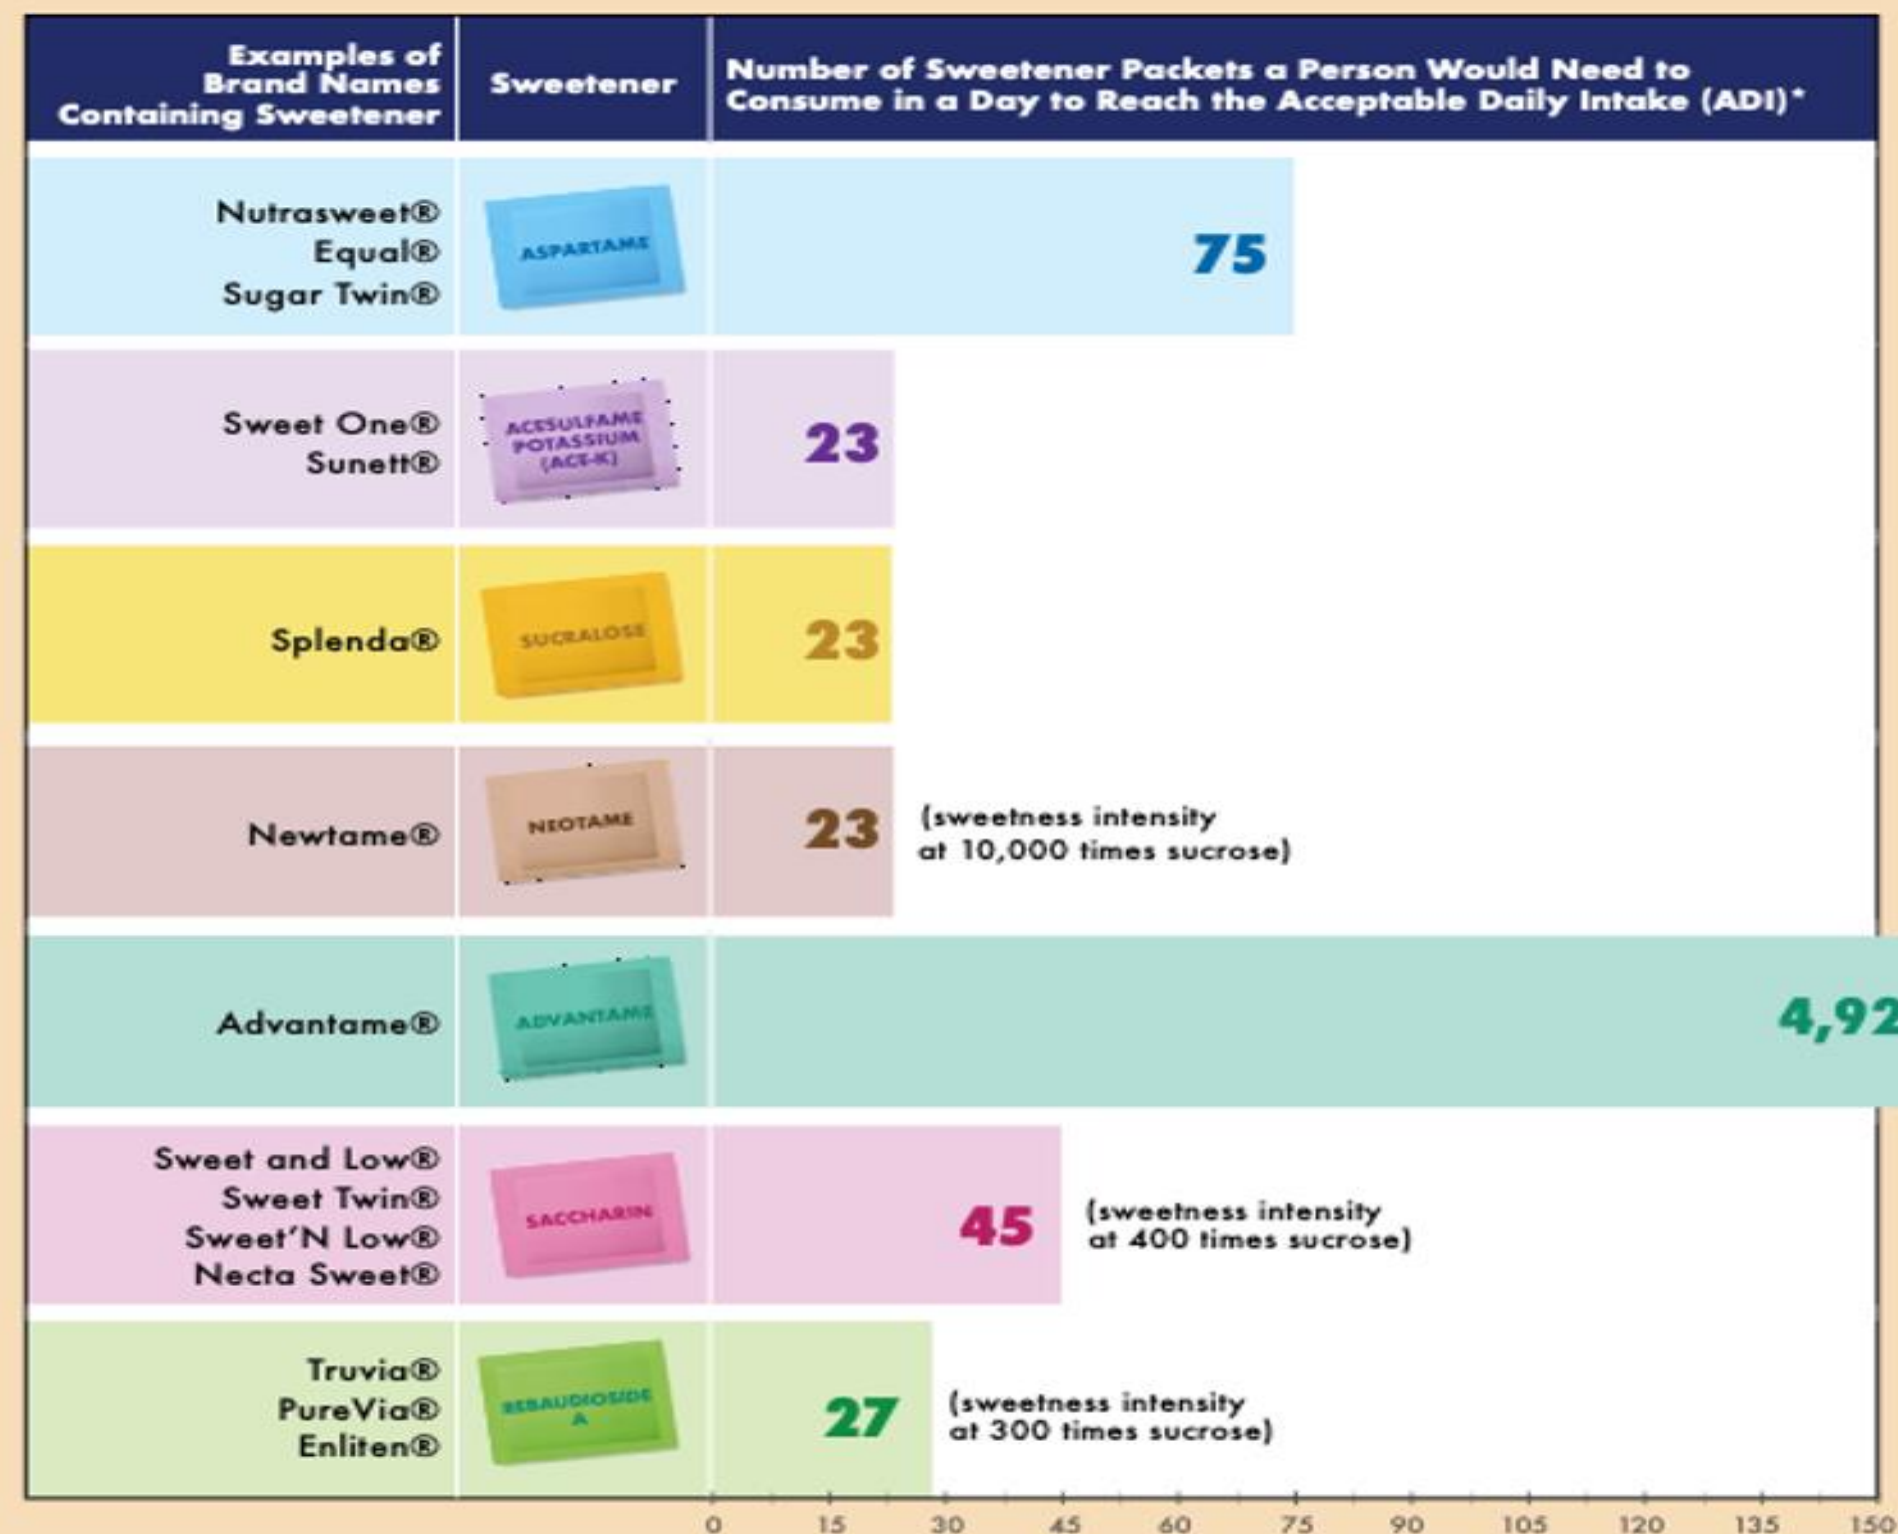 Examples of
Brand Names
Containing Sweetener
Sweetener
Number of Sweetener Packets a Person Would Need to
Consume in a Day to Reach the Acceptable Daily Intake (ADI)*
Nutrasweet®
Equal®
Sugar Twin®
ASPARTAME
75
Sweet One®
Sunett®
ACESULFAME
POTASSIUM
(ACE-K)
23
Splenda®
SUCRALOSE
23
Newtame®
NEOTAME
23
(sweetness intensity
at 10,000 times sucrose)
Advantame®
ADVANTAME
4,92
Sweet and Low®
Sweet Twin®
Sweet'N Low®
Necta Sweet®
SACCHARIN
45
(sweetness intensity
at 400 times sucrose)
Truvia®
PureVia®
Enliten®
REBAUDIOSIDE
A
27
(sweetness intensity
at 300 times sucrose)
0 15 30 45 60 75 90 105 120 135 150